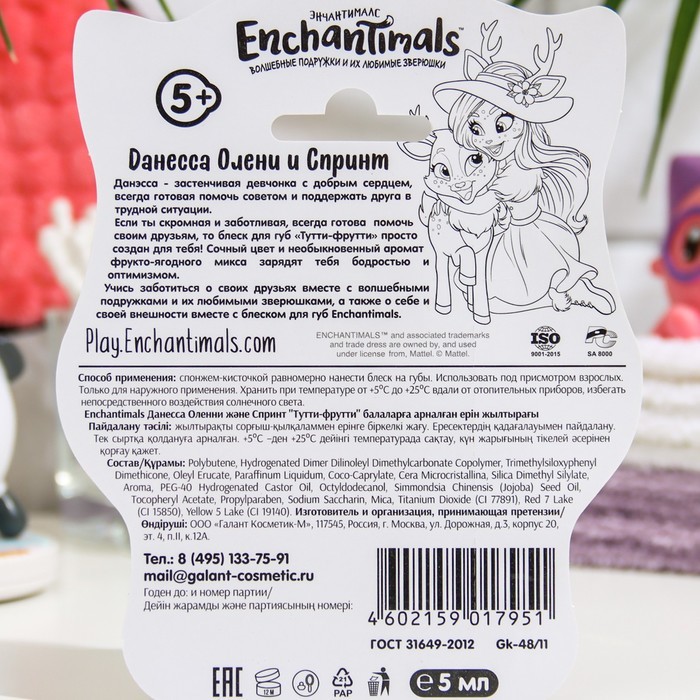 ЭНЧАНТИМАЛС
EnchanTimals™
ВОЛШЕБНЫЕ ПОДРУЖКИ И ИХ ЛЮБИМЫЕ ЗВЕРЮШКИ
5+
Данесса Олени и Спринт
Данэсса - застенчивая девчонка с добрым сердцем,
всегда готовая помочь советом и поддержать друга в
трудной ситуации.
Если ты скромная и заботливая, всегда готова помочь
своим друзьям, то блеск для губ «Тутти-фрутти» просто
создан для тебя! Сочный цвет и необыкновенный аромат
фрукто-ягодного микса зарядят тебя бодростью и
оптимизмом.
Учись заботиться о своих друзьях вместе с волшебными
подружками и их любимыми зверюшками, а также о себе и
своей внешности вместе с блеском для губ Enchantimals.
Play.Enchantimals.com
ENCHANTIMALS™ and associated trademarks
and trade dress are owned by, and used
under license from, Mattel. © Mattel.
ISO
9001-2015
SA 8000
Способ применения: спонжем-кисточкой равномерно нанести блеск на губы. Использовать под присмотром взрослых.
Только для наружного применения. Хранить при температуре от +5°С до +25°С вдали от отопительных приборов, избегать
непосредственного воздействия солнечного света.
Enchantimals Данесса Оленни және Спринт "Тутти-фрутти" балаларға арналған ерін жылтырағы
Пайдалану тәсілі: жылтырақты сорғыш-қылқаламмен ерінге біркелкі жағу. Ересектердің қадағалауымен пайдалану.
Тек сыртқа қолдануға арналған. +5°С –ден +25°С дейінгі температурада сақтау, күн жарығының тікелей әсерінен
қорғау қажет.
Состав/Құрамы: Polybutene, Hydrogenated Dimer Dilinoleyl Dimethylcarbonate Copolymer, Trimethylsiloxyphenyl
Dimethicone, Oleyl Erucate, Paraffinum Liquidum, Coco-Caprylate, Cera Microcristallina, Silica Dimethyl Silylate,
Aroma, PEG-40 Hydrogenated Castor Oil, Octyldodecanol, Simmondsia Chinensis (Jojoba) Seed Oil,
Tocopheryl Acetate, Propylparaben, Sodium Saccharin, Mica, Titanium Dioxide (CI 77891), Red 7 Lake
(CI 15850), Yellow 5 Lake (CI 19140). Изготовитель и организация, принимающая претензии/
Өндіруші: ООО «Галант Косметик-М», 117545, Россия, г. Москва, ул. Дорожная, д.3, корпус 20,
эт. 4, п.II, к.12А.
Тел.: 8 (495) 133-75-91
mail@galant-cosmetic.ru
Годен до: и номер партии/
Дейін жарамды және партиясының номері:
4 602159 017951
ГОСТ 31649-2012 Gk-48/11
EAC
12 M
21
PAP
e 5 мл